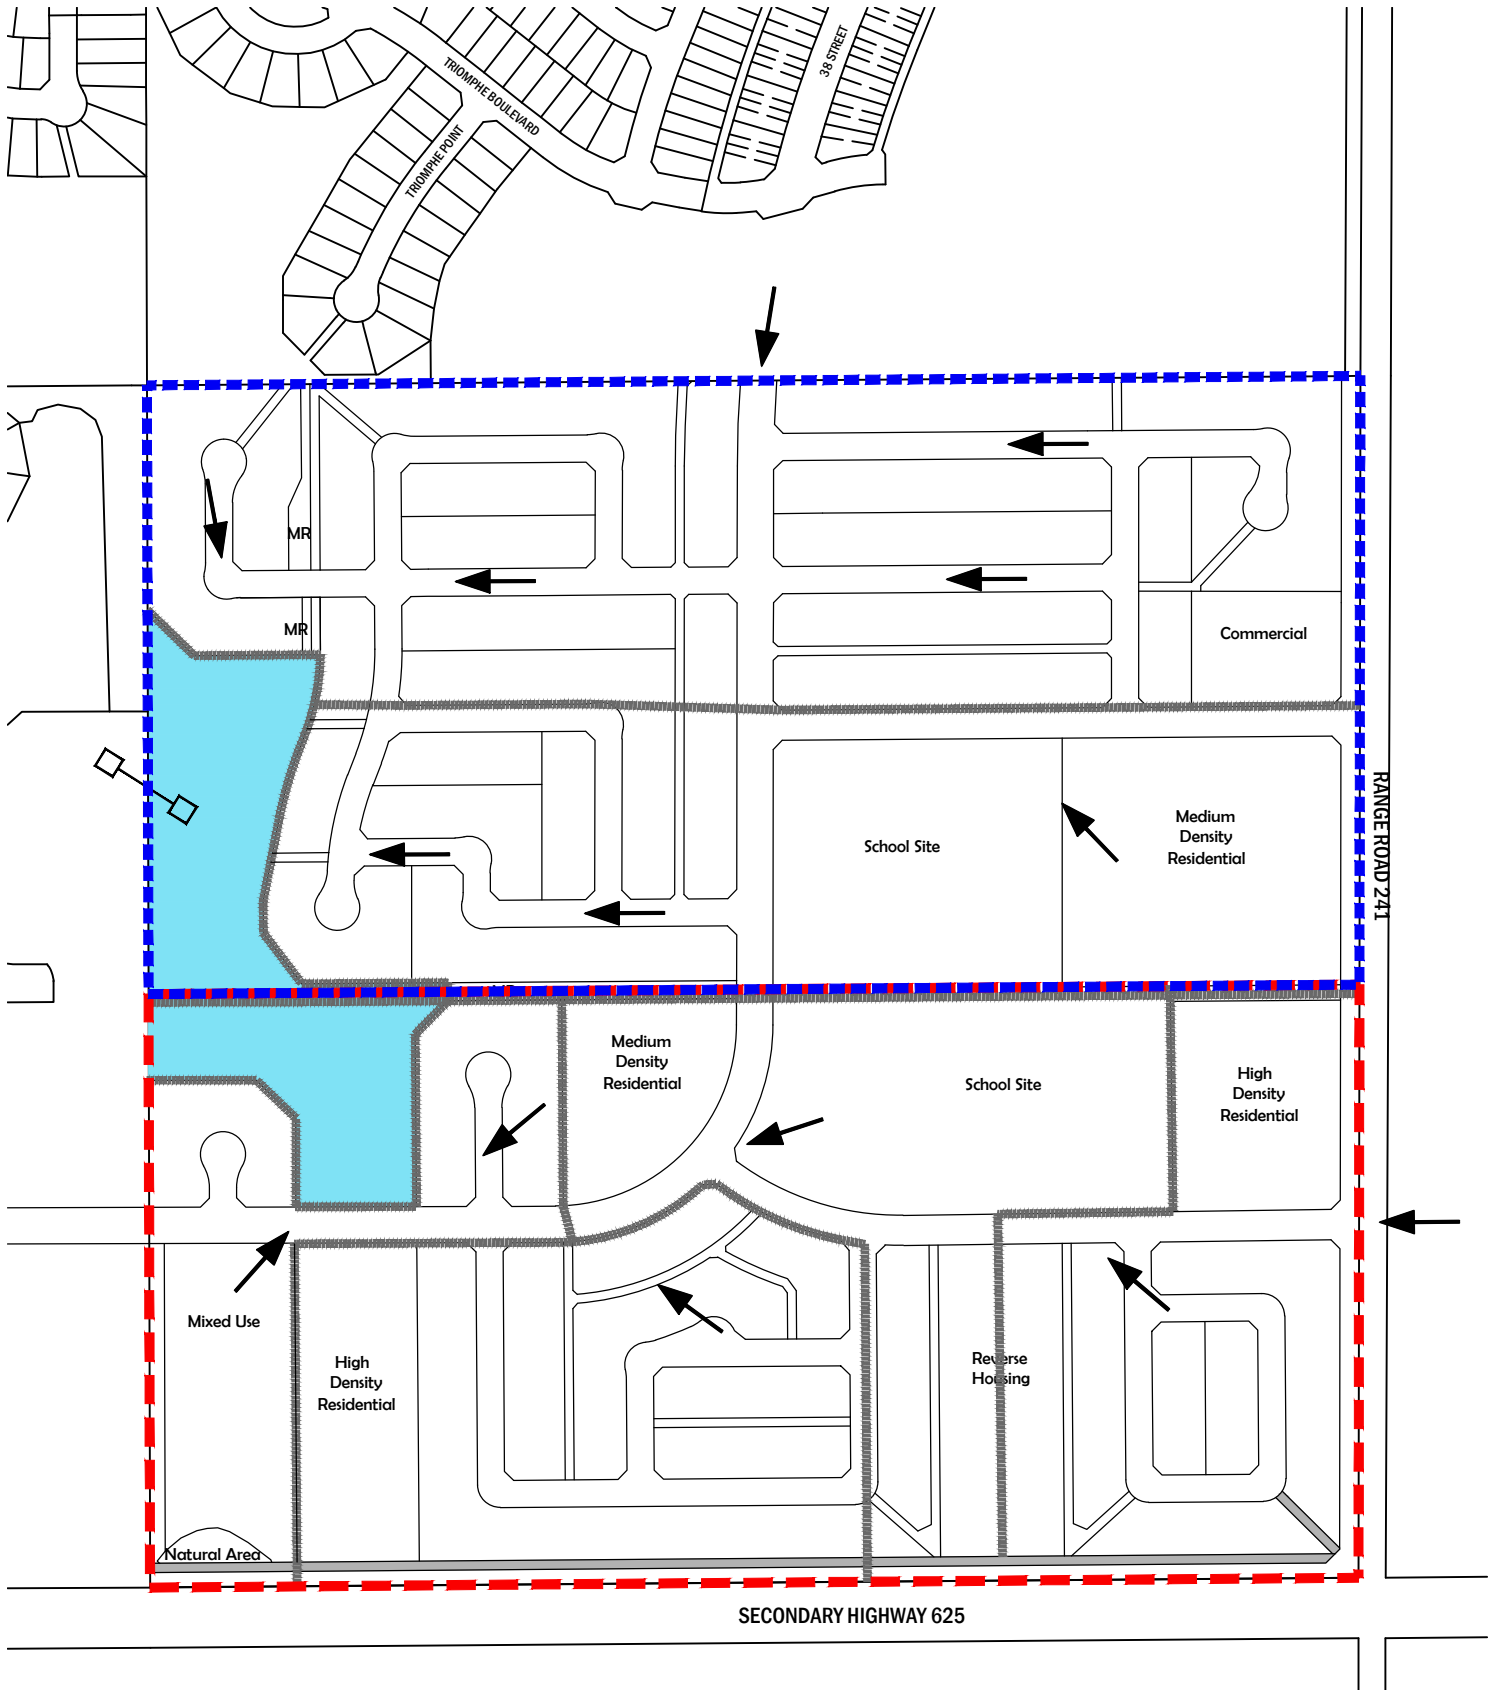 38 STREET
TRIOMPHE BOULEVARD
TRIOMPHE POINT
MR
MR
Commercial
RANGE ROAD 241
School Site
Medium
Density
Residential
Medium
Density
Residential
School Site
High
Density
Residential
Mixed Use
High
Density
Residential
Reverse
Housing
Natural Area
SECONDARY HIGHWAY 625